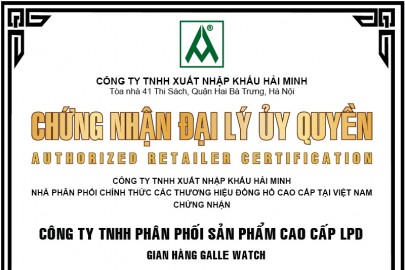 CÔNG TY TNHH XUẤT NHẬP KHẨU HẢI MINH
Tòa nhà 41 Thi Sách, Quận Hai Bà Trưng, Hà Nội
CHỨNG NHẬN ĐẠI LÝ ỦY QUYỀN
AUTHORIZED RETAILER CERTIFICATION
CÔNG TY TNHH XUẤT NHẬP KHẨU HẢI MINH
NHÀ PHÂN PHỐI CHÍNH THỨC CÁC THƯƠNG HIỆU ĐỒNG HỒ CAO CẤP TẠI VIỆT NAM
CHỨNG NHẬN
CÔNG TY TNHH PHÂN PHỐI SẢN PHẨM CAO CẤP LPD
GIAN HÀNG GALLE WATCH